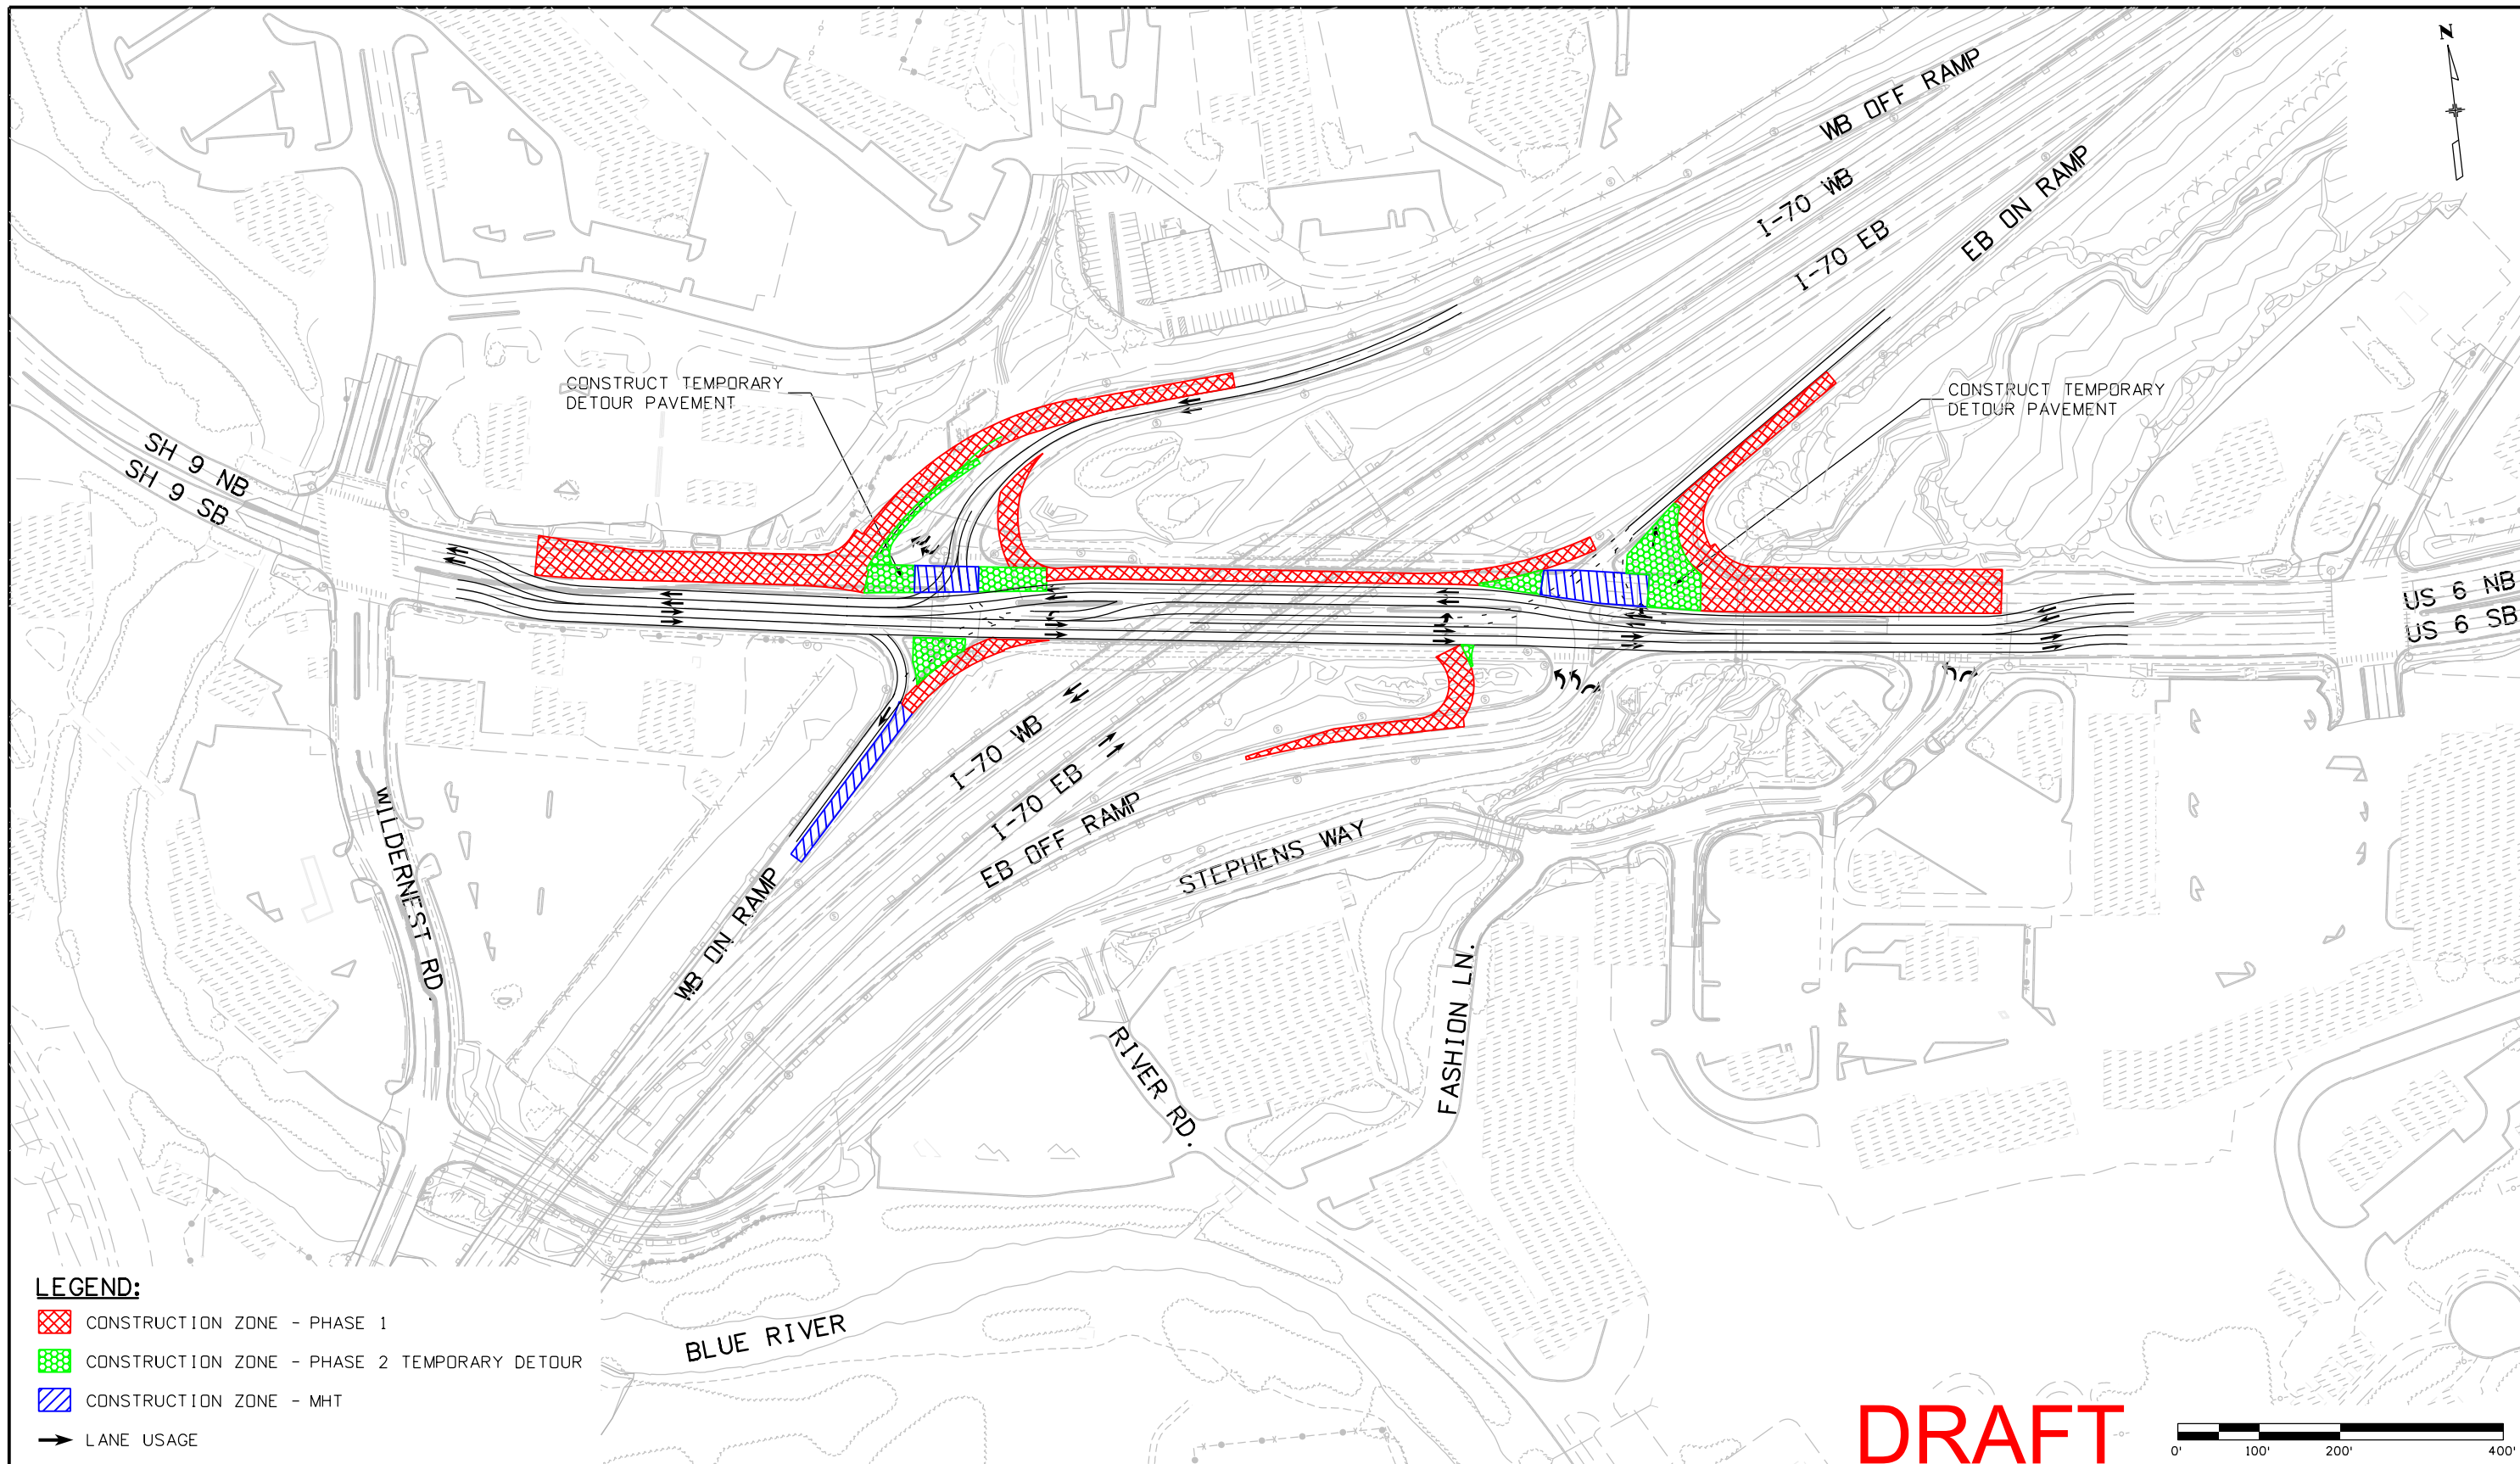 N
WB OFF RAMP
I-70 WB
I-70 EB
EB ON RAMP
CONSTRUCT TEMPORARY
DETOUR PAVEMENT
CONSTRUCT TEMPORARY
DETOUR PAVEMENT
SH 9 NB
SH 9 SB
US 6 NB
US 6 SB
I-70 WB
I-70 EB
EB OFF RAMP
STEPHENS WAY
WB ON RAMP
WILDERNEST RD.
RIVER RD.
FASHION LN.
BLUE RIVER
LEGEND:
CONSTRUCTION ZONE - PHASE 1
CONSTRUCTION ZONE - PHASE 2 TEMPORARY DETOUR
CONSTRUCTION ZONE - MHT
LANE USAGE
DRAFT
0' 100' 200' 400'